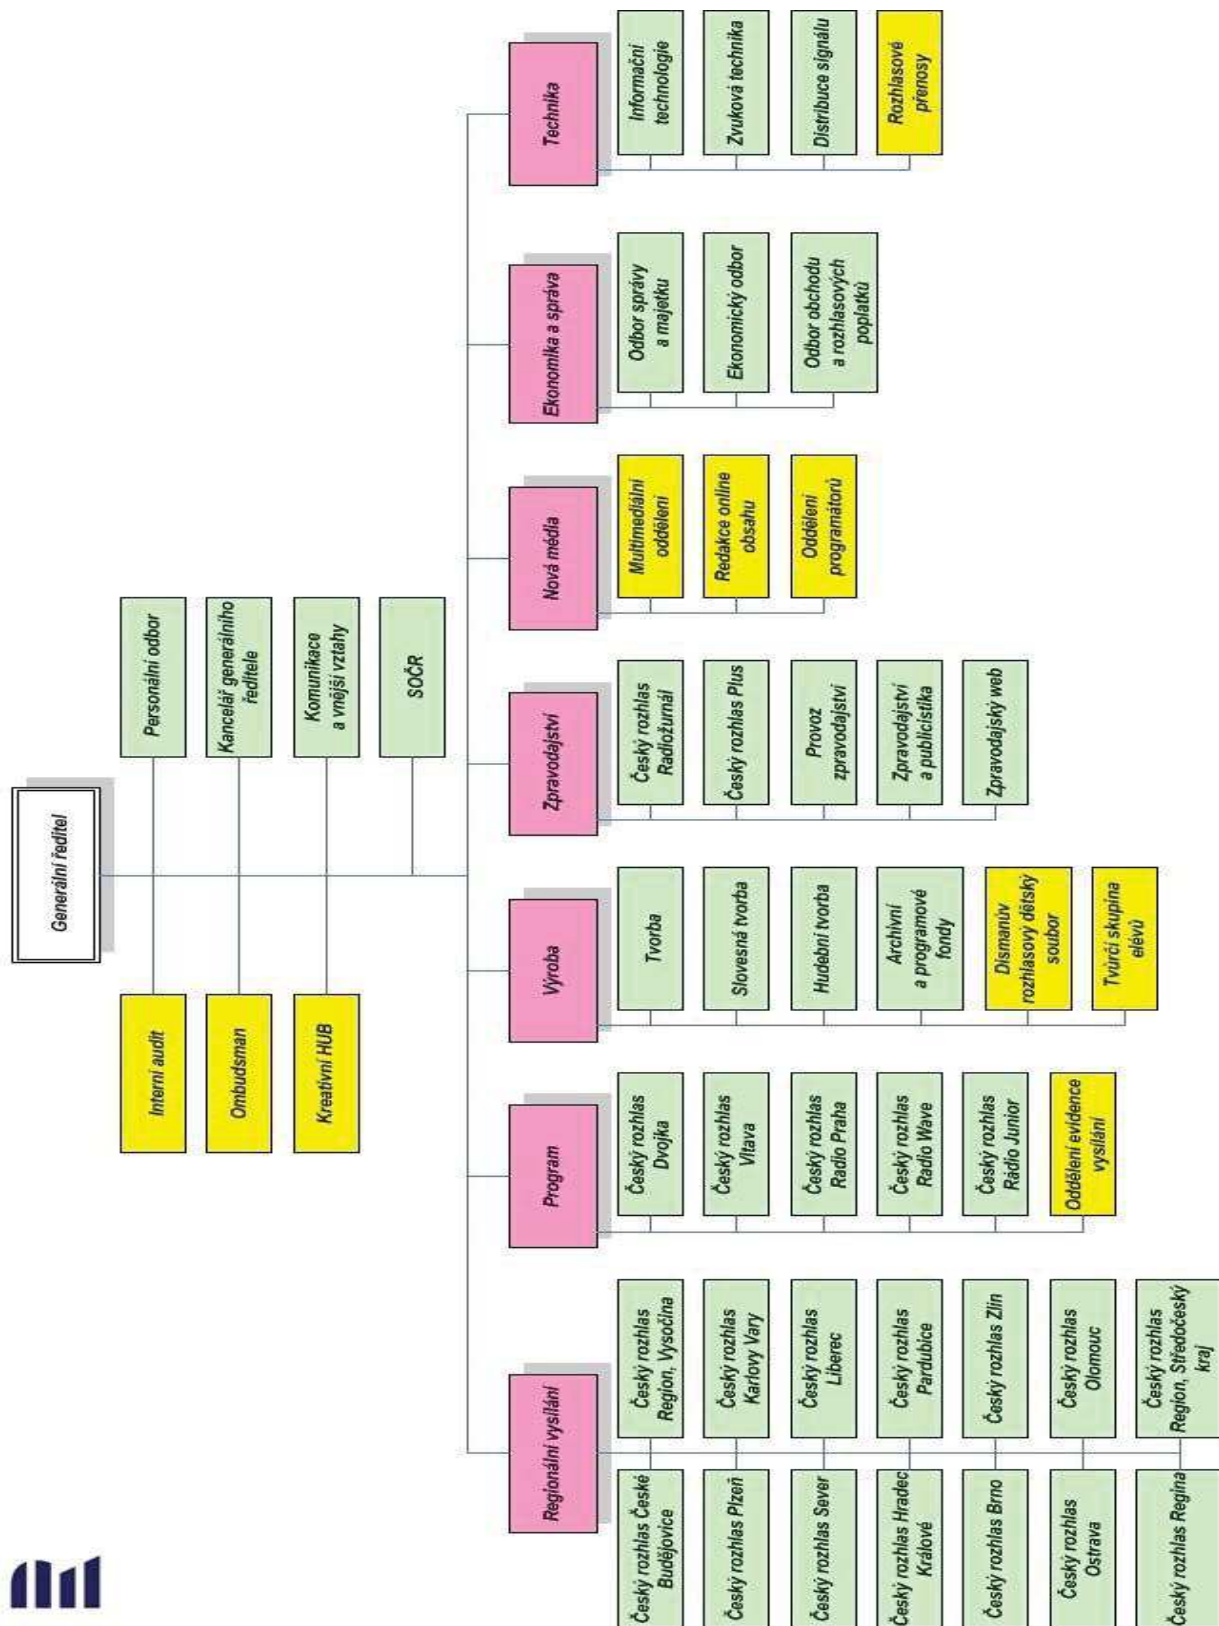 Generální ředitel
Interní audit
Personální odbor
Ombudsman
Kancelář generálního
ředitele
Kreativní HUB
Komunikace
a vnější vztahy
SOČR
Regionální vysílání
Český rozhlas České
Budějovice
Český rozhlas
Region, Vysočina
Český rozhlas Plzeň
Český rozhlas
Karlovy Vary
Český rozhlas Sever
Český rozhlas
Liberec
Český rozhlas Hradec
Králové
Český rozhlas
Pardubice
Český rozhlas Brno
Český rozhlas Zlín
Český rozhlas
Ostrava
Český rozhlas
Olomouc
Český rozhlas Regina
Český rozhlas
Region, Středočeský
kraj
Program
Český rozhlas
Dvojka
Český rozhlas
Vltava
Český rozhlas
Radio Praha
Český rozhlas
Radio Wave
Český rozhlas
Rádio Junior
Oddělení evidence
vysílání
Výroba
Tvorba
Slovesná tvorba
Hudební tvorba
Archivní
a programové
fondy
Dismanův
rozhlasový dětský
soubor
Tvůrčí skupina
elévů
Zpravodajství
Český rozhlas
Radiožurnál
Český rozhlas Plus
Provoz
zpravodajství
Zpravodajství
a publicistika
Zpravodajský web
Nová média
Multimediální
oddělení
Redakce online
obsahu
Oddělení
programátorů
Ekonomika a správa
Odbor správy
a majetku
Ekonomický odbor
Odbor obchodu
a rozhlasových
poplatků
Technika
Informační
technologie
Zvuková technika
Distribuce signálu
Rozhlasové
přenosy